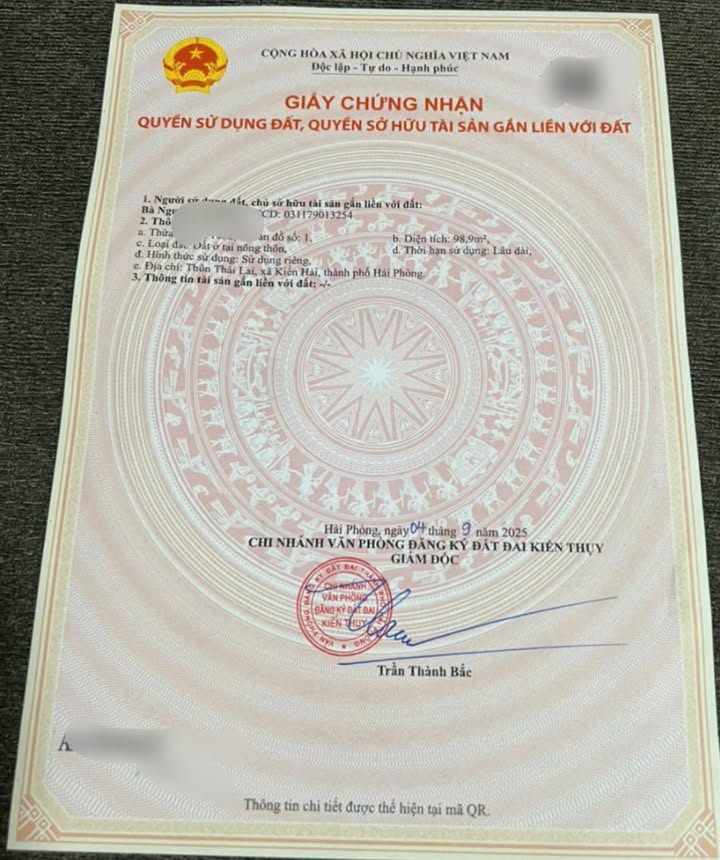 CỘNG HÒA XÃ HỘI CHỦ NGHĨA VIỆT NAM
Độc lập - Tự do - Hạnh phúc
GIẤY CHỨNG NHẬN
QUYỀN SỬ DỤNG ĐẤT, QUYỀN SỞ HỮU TÀI SẢN GẮN LIỀN VỚI ĐẤT
1. Người sử dụng đất, chủ sở hữu tài sản gắn liền với đất:
Bà CCD: 031179013254
2.
a. Thửa đồ số: 1, b. Diện tích: 98,9m²,
c. Loại đất: Đất ở tại nông thôn, d. Thời hạn sử dụng: Lâu dài,
đ. Hình thức sử dụng: Sử dụng riêng,
e. Địa chỉ: Thôn Thái Lai, xã Kiến Hải, thành phố Hải Phòng.
3. Thông tin tài sản gắn liền với đất: -/-
Hải Phòng, ngày 04 tháng 9 năm 2025
CHI NHÁNH VĂN PHÒNG ĐĂNG KÝ ĐẤT ĐAI KIẾN THỤY
GIÁM ĐỐC
CHI NHÁNH
VĂN PHÒNG
ĐĂNG KÝ ĐẤT ĐAI
KIẾN THỤY
Trần Thành Bắc
Thông tin chi tiết được thể hiện tại mã QR.